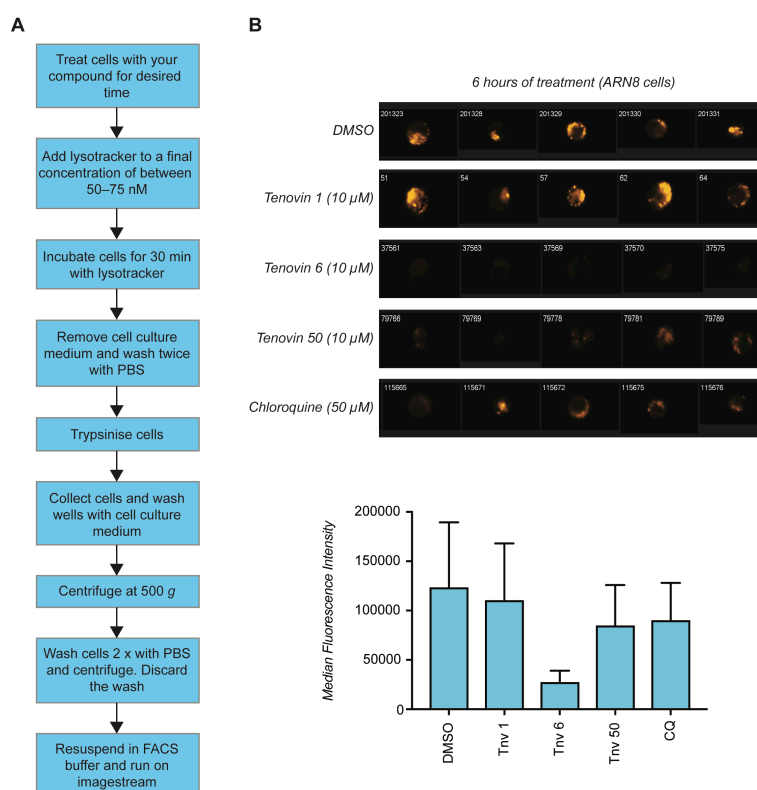 A
Treat cells with your
compound for desired
time
Add lysotracker to a final
concentration of between
50–75 nM
Incubate cells for 30 min
with lysotracker
Remove cell culture
medium and wash twice
with PBS
Trypsinise cells
Collect cells and wash
wells with cell culture
medium
Centrifuge at 500 g
Wash cells 2 x with PBS
and centrifuge. Discard
the wash
Resuspend in FACS
buffer and run on
imagestream
B
6 hours of treatment (ARN8 cells)
DMSO
201323 201328 201329 201330 201331
Tenovin 1 (10 µM)
51 54 57 62 64
Tenovin 6 (10 µM)
37561 37563 37569 37570 37575
Tenovin 50 (10 µM)
79766 79769 79778 79781 79789
Chloroquine (50 µM)
115665 115671 115672 115675 115676
Median Fluorescence Intensity
200000
150000
100000
50000
0
DMSO
Tnv 1
Tnv 6
Tnv 50
CQ